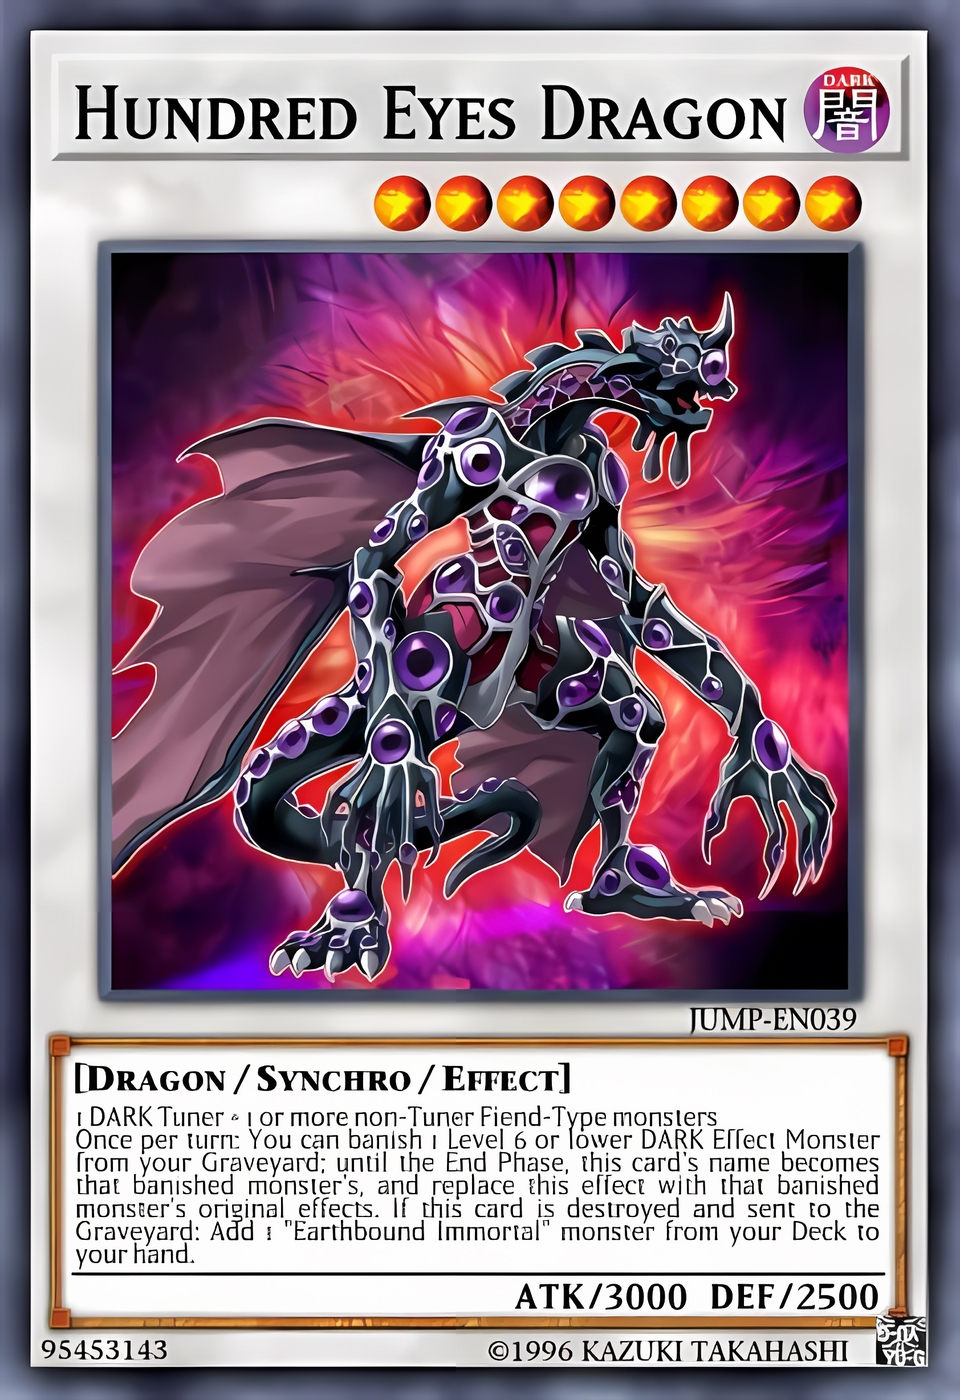 HUNDRED EYES DRAGON
DARK
闇
JUMP-EN039
[DRAGON / SYNCHRO / EFFECT]
1 DARK Tuner + 1 or more non-Tuner Fiend-Type monsters
Once per turn: You can banish 1 Level 6 or lower DARK Effect Monster
from your Graveyard; until the End Phase, this card's name becomes
that banished monster's, and replace this effect with that banished
monster's original effects. If this card is destroyed and sent to the
Graveyard: Add 1 "Earthbound Immortal" monster from your Deck to
your hand.
ATK/3000 DEF/2500
95453143
©1996 KAZUKI TAKAHASHI